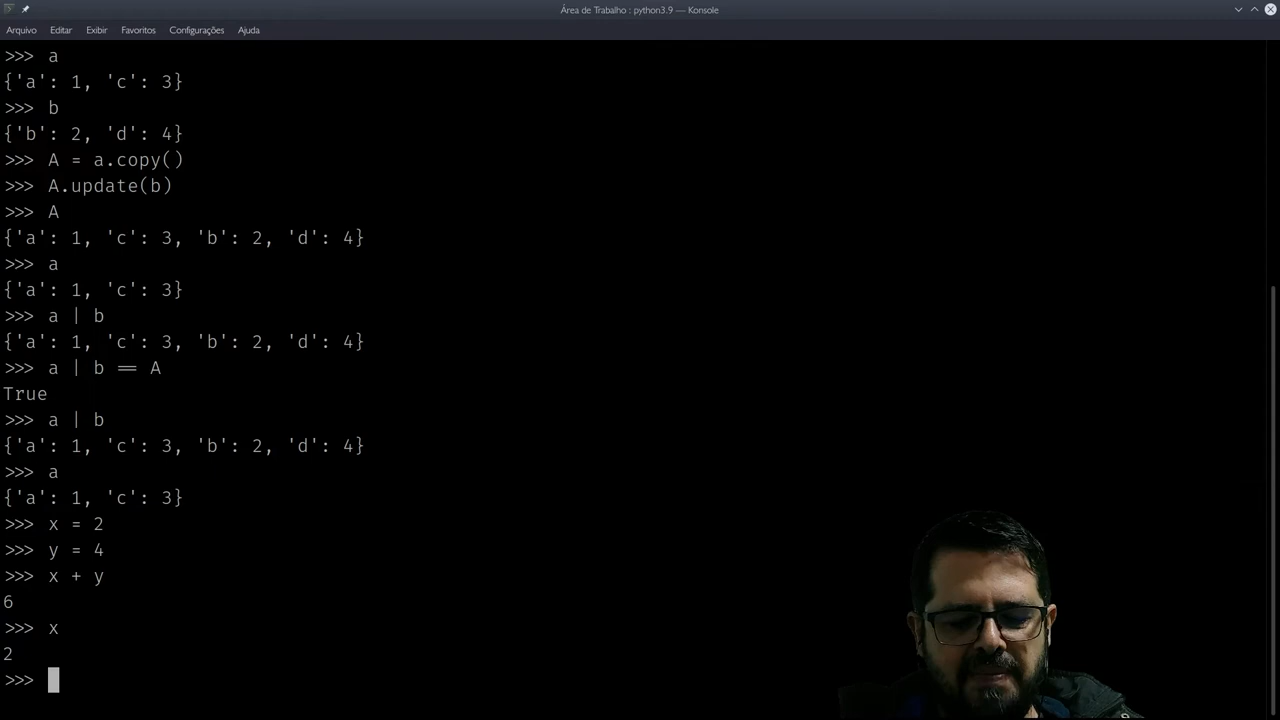 Área de Trabalho : python3.9 — Konsole
Arquivo Editar Exibir Favoritos Configurações Ajuda
>>> a
{'a': 1, 'c': 3}
>>> b
{'b': 2, 'd': 4}
>>> A = a.copy()
>>> A.update(b)
>>> A
{'a': 1, 'c': 3, 'b': 2, 'd': 4}
>>> a
{'a': 1, 'c': 3}
>>> a | b
{'a': 1, 'c': 3, 'b': 2, 'd': 4}
>>> a | b == A
True
>>> a | b
{'a': 1, 'c': 3, 'b': 2, 'd': 4}
>>> a
{'a': 1, 'c': 3}
>>> x = 2
>>> y = 4
>>> x + y
6
>>> x
2
>>>